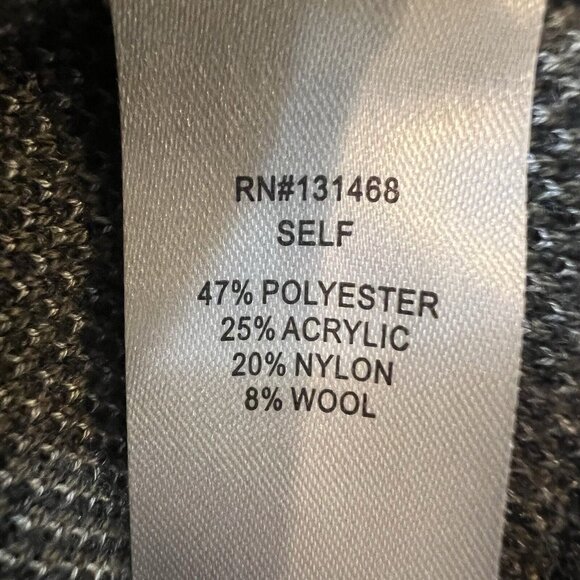 RN#131468
SELF
47% POLYESTER
25% ACRYLIC
20% NYLON
8% WOOL